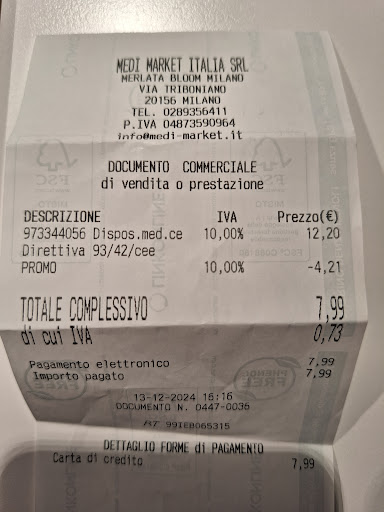 MEDI MARKET ITALIA SRL
MERLATA BLOOM MILANO
VIA TRIBONIANO
20156 MILANO
TEL. 0289356411
P.IVA 04873590964
info@medi-market.it
DOCUMENTO COMMERCIALE
di vendita o prestazione
DESCRIZIONE IVA Prezzo(€)
973344056 Dispos.med.ce 10,00% 12,20
Direttiva 93/42/cee
PROMO 10,00% -4,21
TOTALE COMPLESSIVO 7,99
di cui IVA 0,73
Pagamento elettronico 7,99
Importo pagato 7,99
13-12-2024 16:16
DOCUMENTO N. 0447-0036
99IEB065315
DETTAGLIO FORME di PAGAMENTO
Carta di credito 7,99